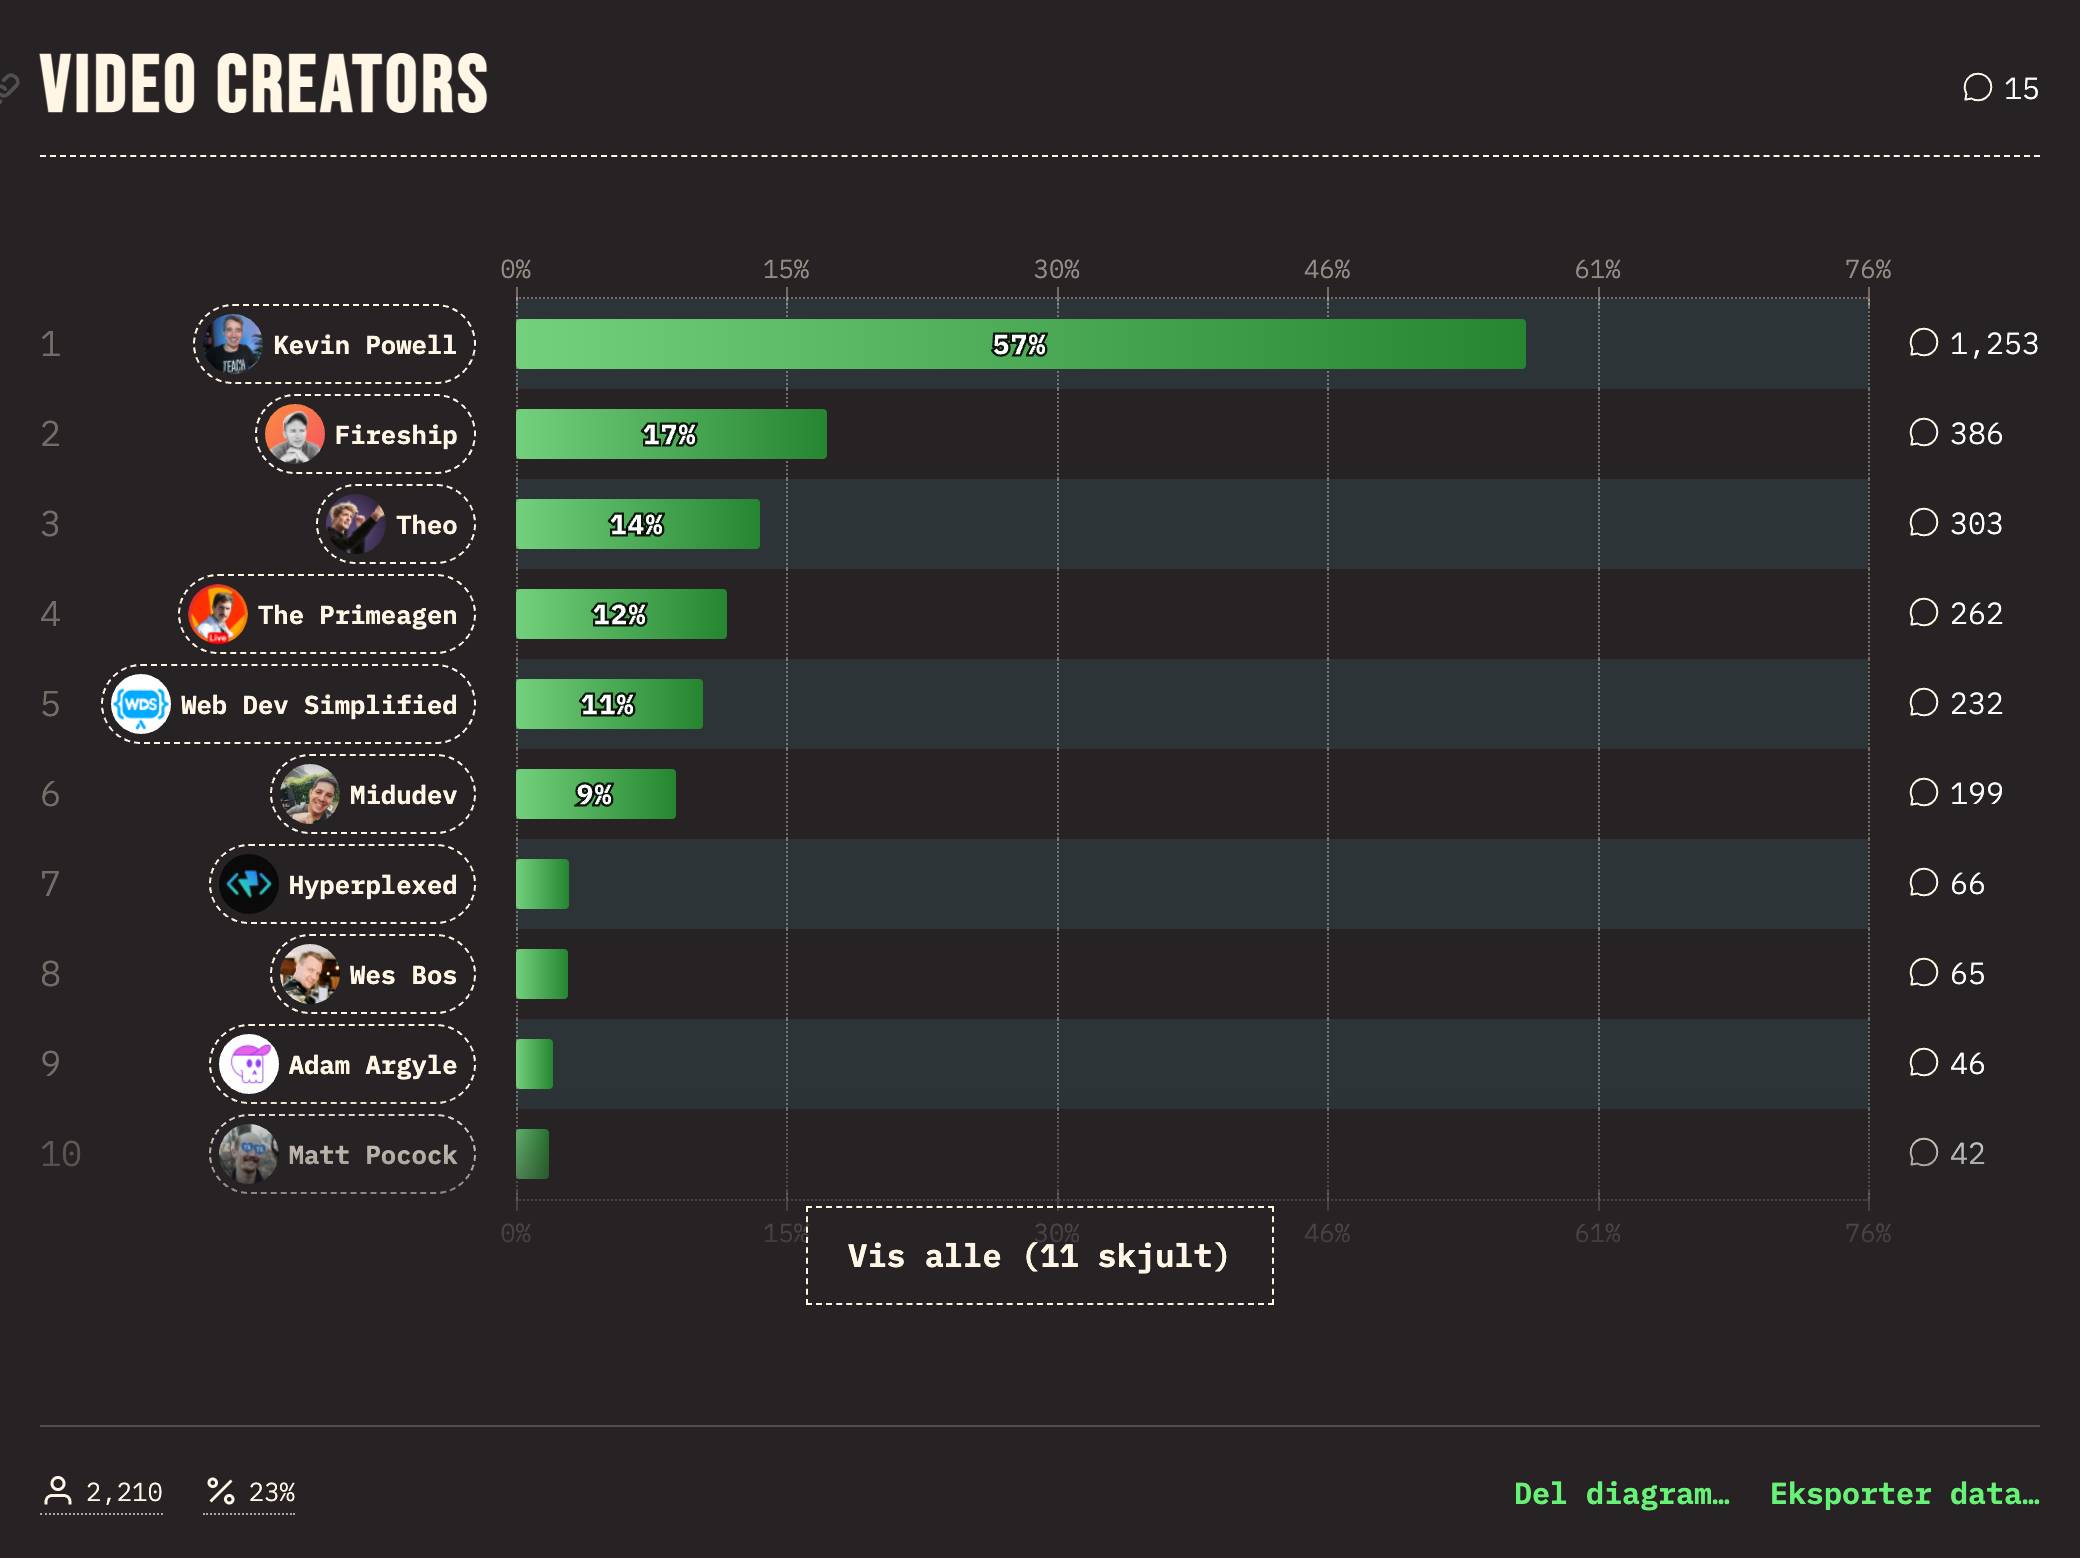 VIDEO CREATORS
15
0% 15% 30% 46% 61% 76%
1 TEACH Kevin Powell 57% 1,253
2 Fireship 17% 386
3 Theo 14% 303
4 Live The Primeagen 12% 262
5 WDS Web Dev Simplified 11% 232
6 Midudev 9% 199
7 Hyperplexed 66
8 Wes Bos 65
9 Adam Argyle 46
10 Matt Pocock 42
0% 15% 30% 46% 61% 76%
Vis alle (11 skjult)
2,210 23% Del diagram… Eksporter data…